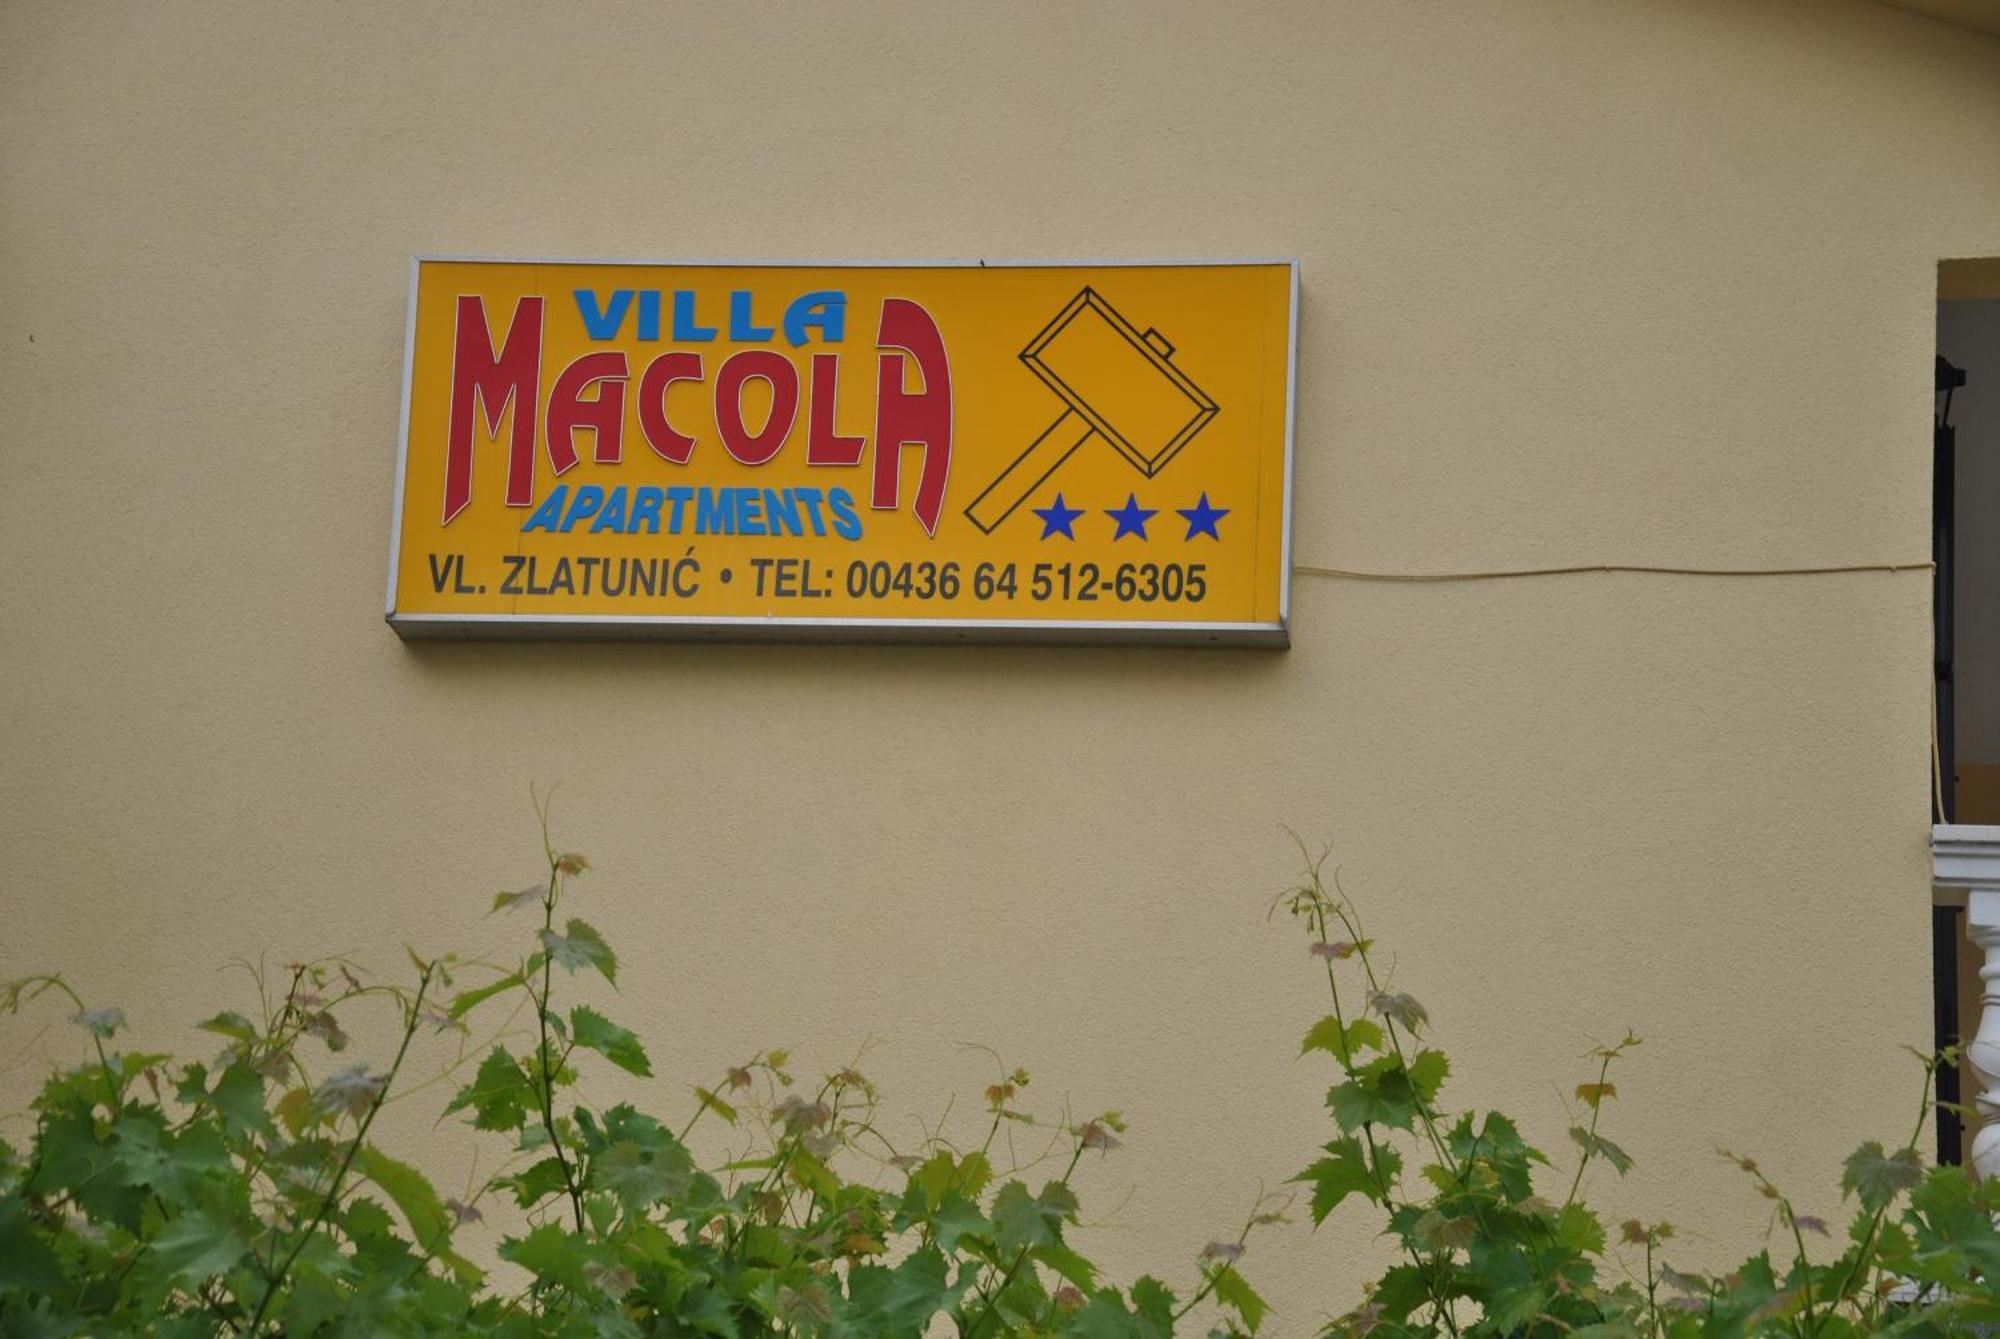 VILLA
MACOLA
APARTMENTS
VL. ZLATUNIĆ • TEL: 00436 64 512-6305